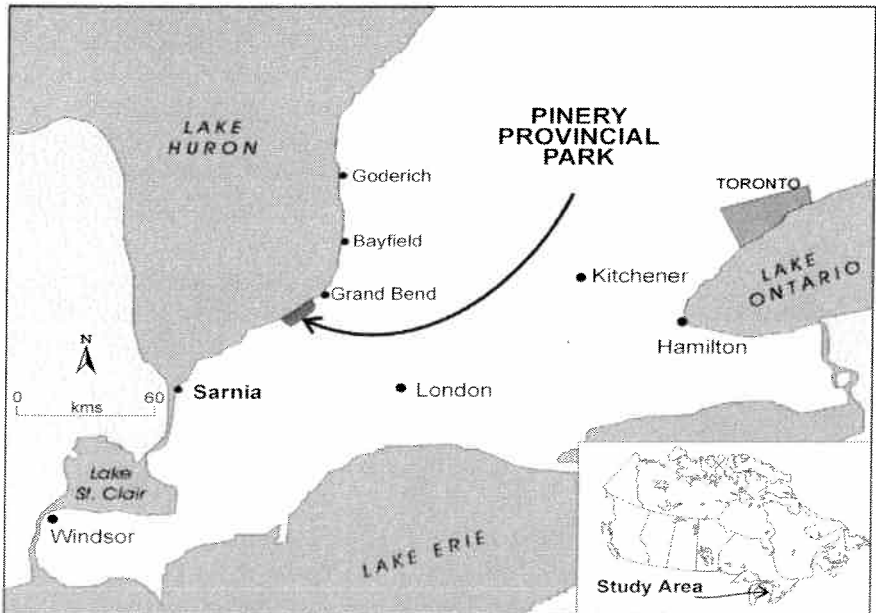 LAKE
HURON
PINERY
PROVINCIAL
PARK
Goderich
TORONTO
Bayfield
Kitchener
LAKE
ONTARIO
Grand Bend
Hamilton
N
Sarnia
London
0 60
kms
Lake
St. Clair
Windsor
LAKE ERIE
Study Area